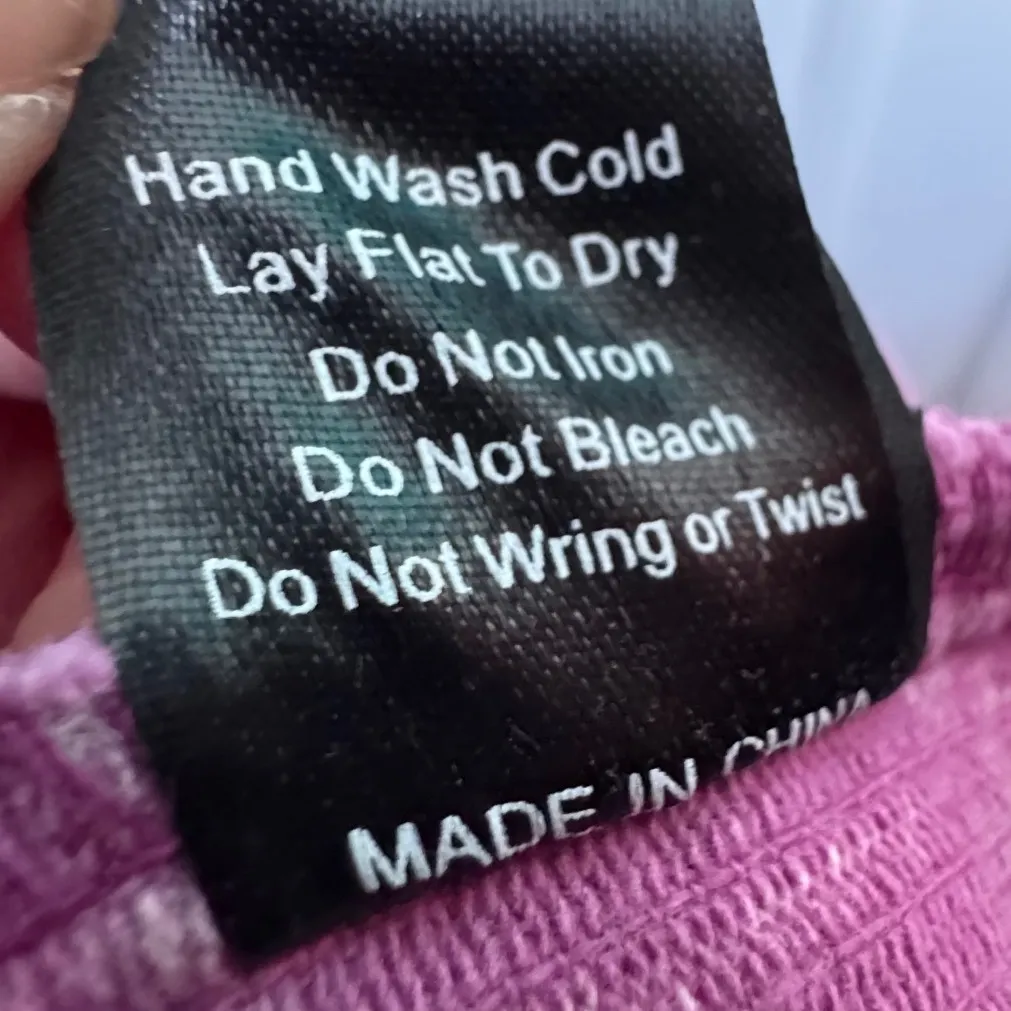 Hand Wash Cold
Lay Flat To Dry
Do Not Iron
Do Not Bleach
Do Not Wring or Twist
MADE IN CHINA